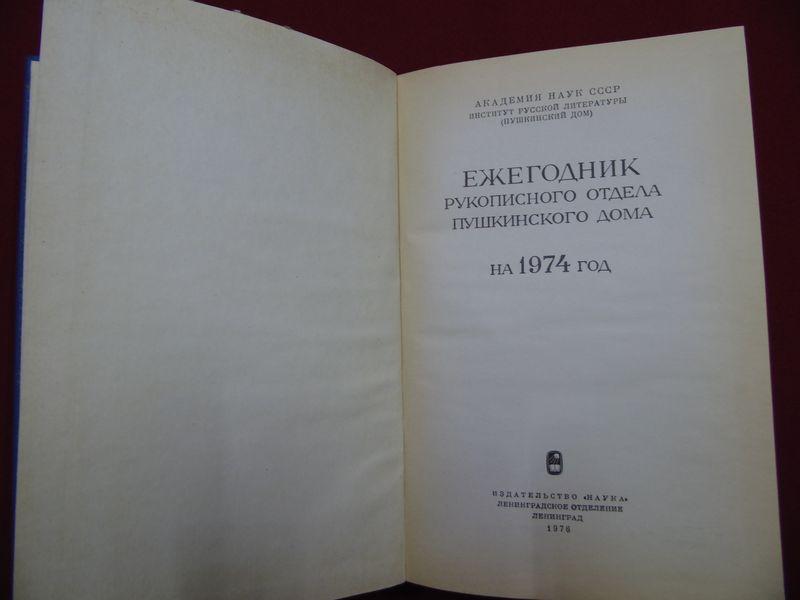 АКАДЕМИЯ НАУК СССР
ИНСТИТУТ РУССКОЙ ЛИТЕРАТУРЫ
(ПУШКИНСКИЙ ДОМ)
ЕЖЕГОДНИК
РУКОПИСНОГО ОТДЕЛА
ПУШКИНСКОГО ДОМА
НА 1974 ГОД
ИЗДАТЕЛЬСТВО «НАУКА»
ЛЕНИНГРАДСКОЕ ОТДЕЛЕНИЕ
ЛЕНИНГРАД
1976